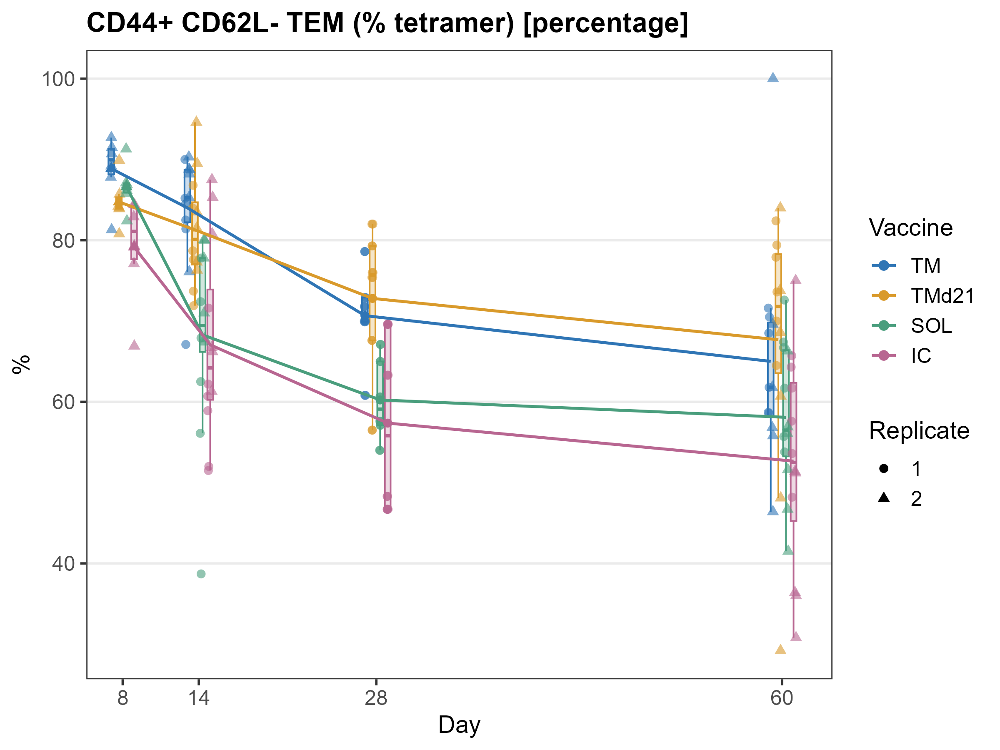 CD44+ CD62L- TEM (% tetramer) [percentage]
100
80
60
40
%
8
14
28
60
Day
Vaccine
TM
TMd21
SOL
IC
Replicate
1
2